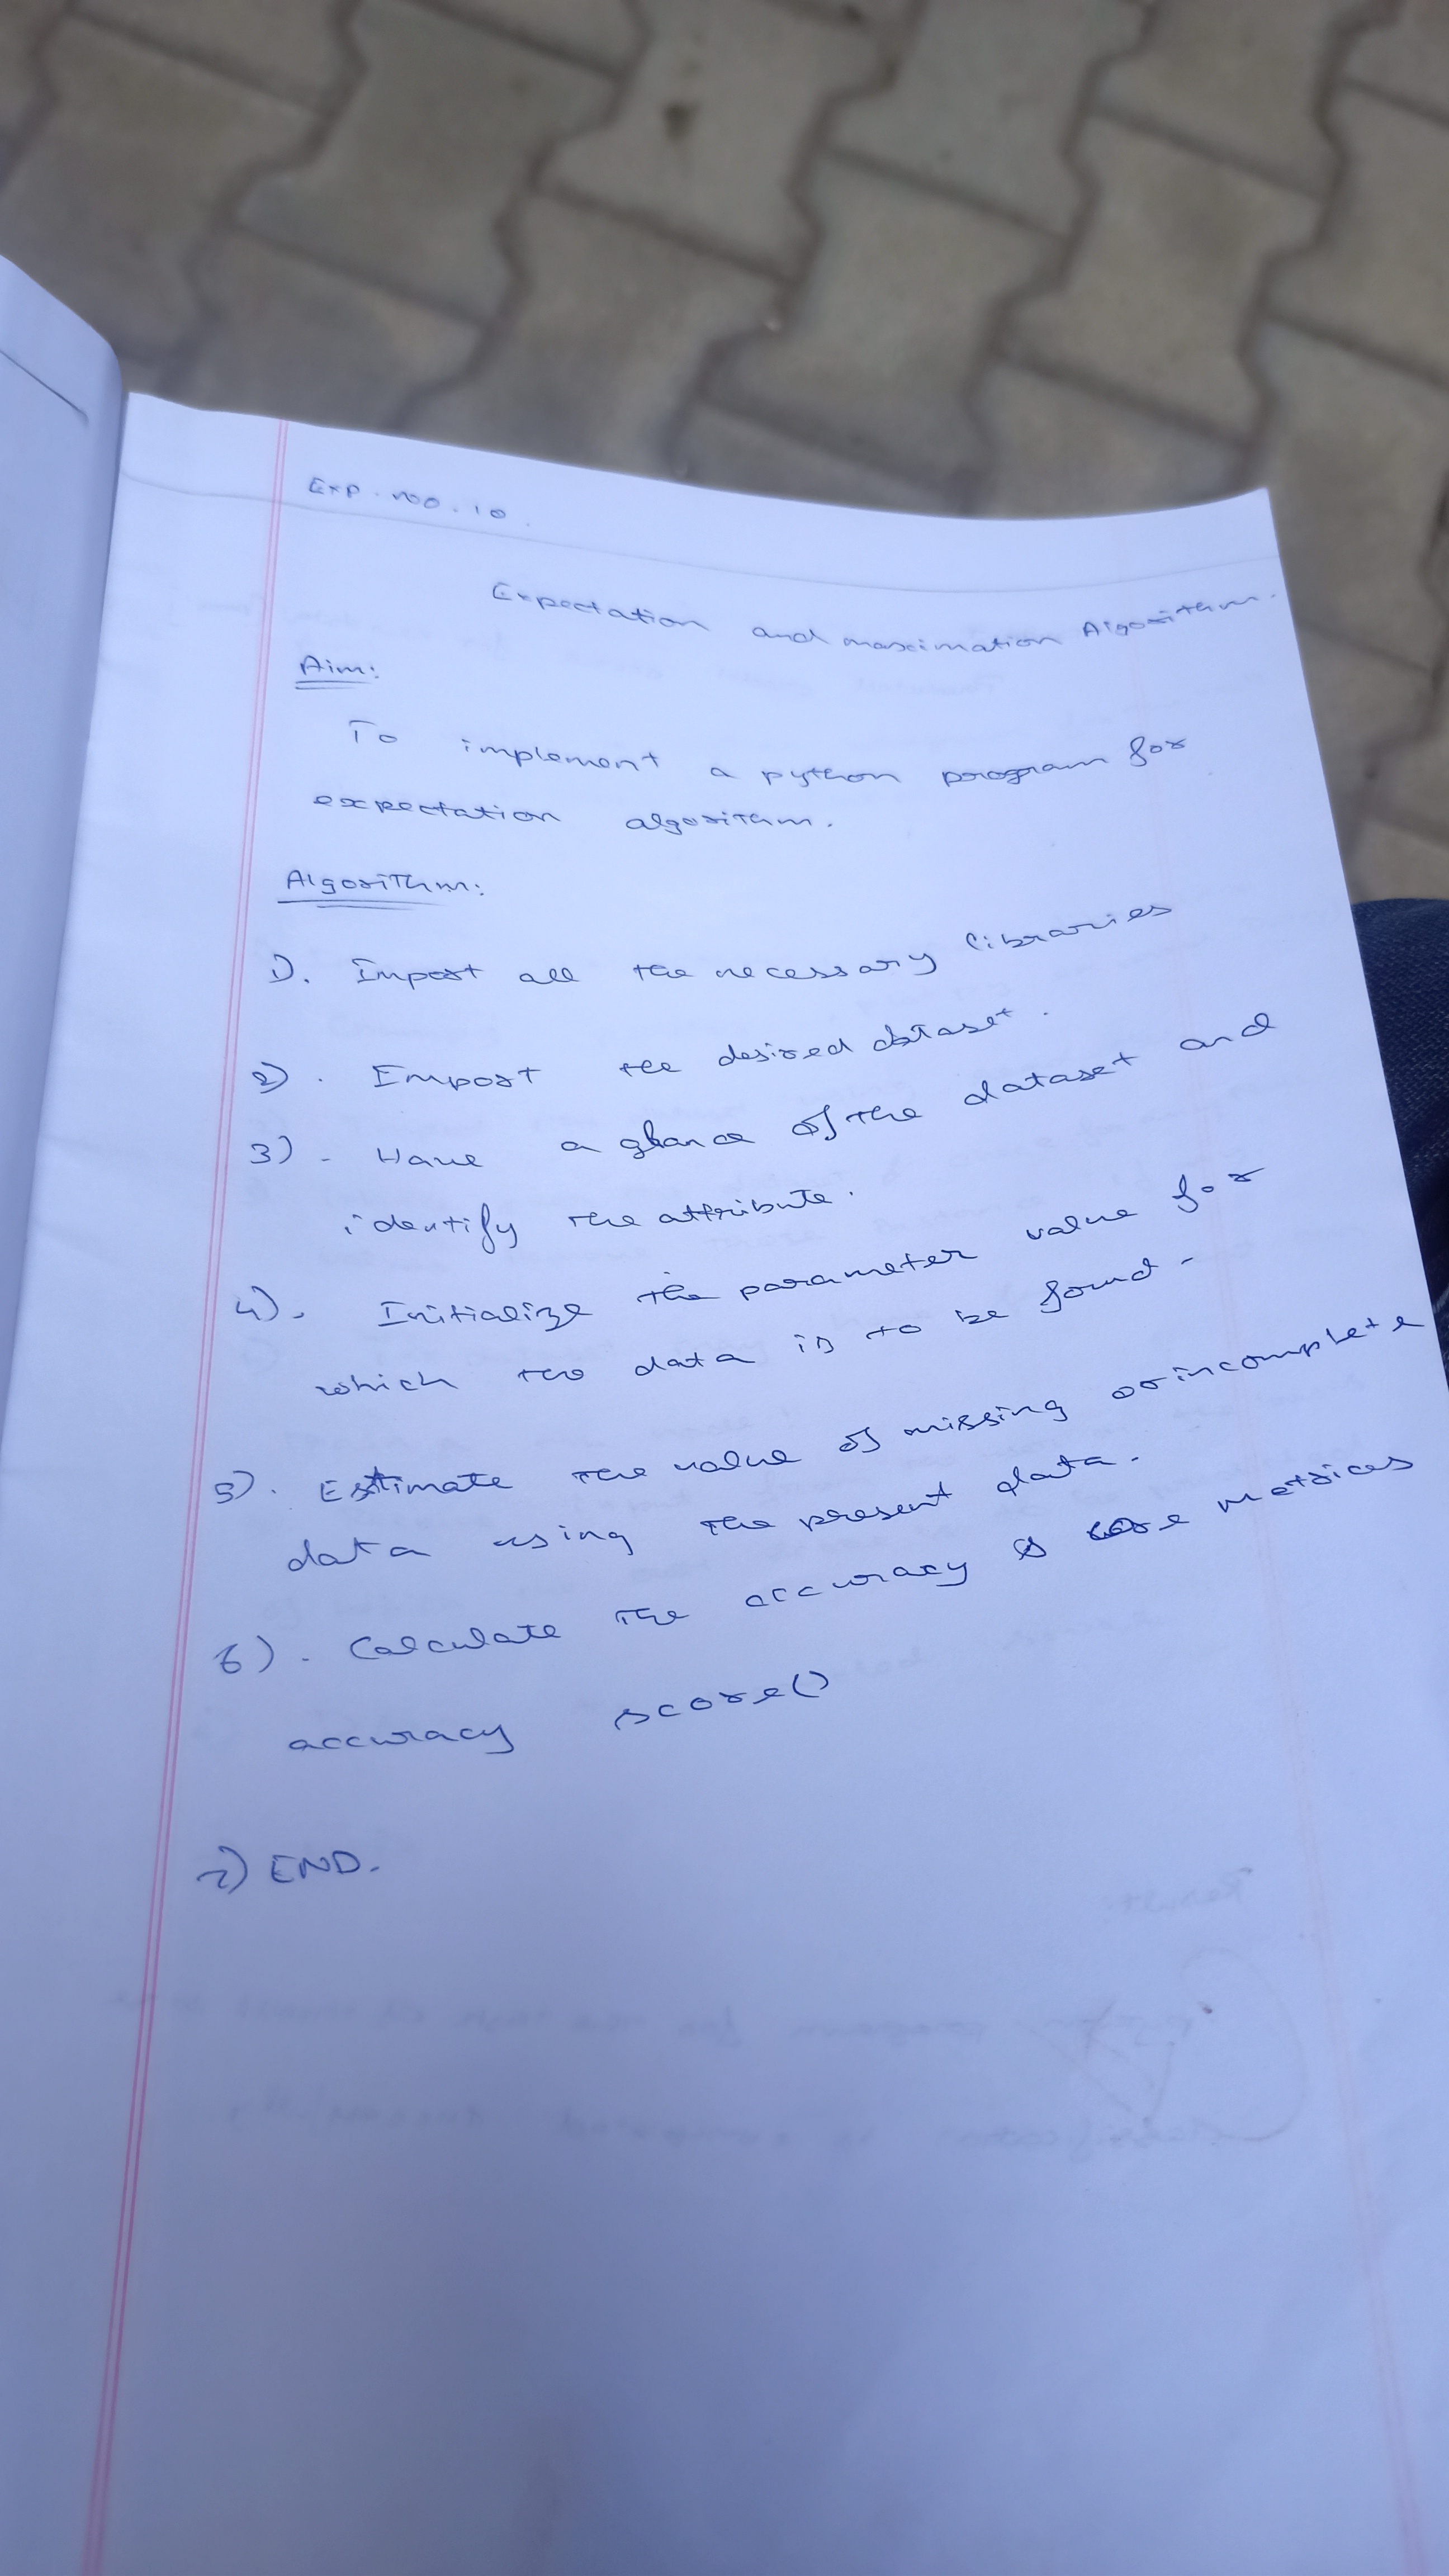 Exp. no. 10.
Expectation and maximation Algorithm.
Aim:
To implement a python program for
expectation algorithm.
Algorithm:
1). Import all the necessary libraries
2). Import the desired dataset.
3). Have a glance of the dataset and
identify the attribute.
4). Initialize the parameter value for
which the data is to be found.
5). Estimate the value of missing or incomplete
data using the present data.
6). Calculate the accuracy metrices
accuracy score()
7) END.